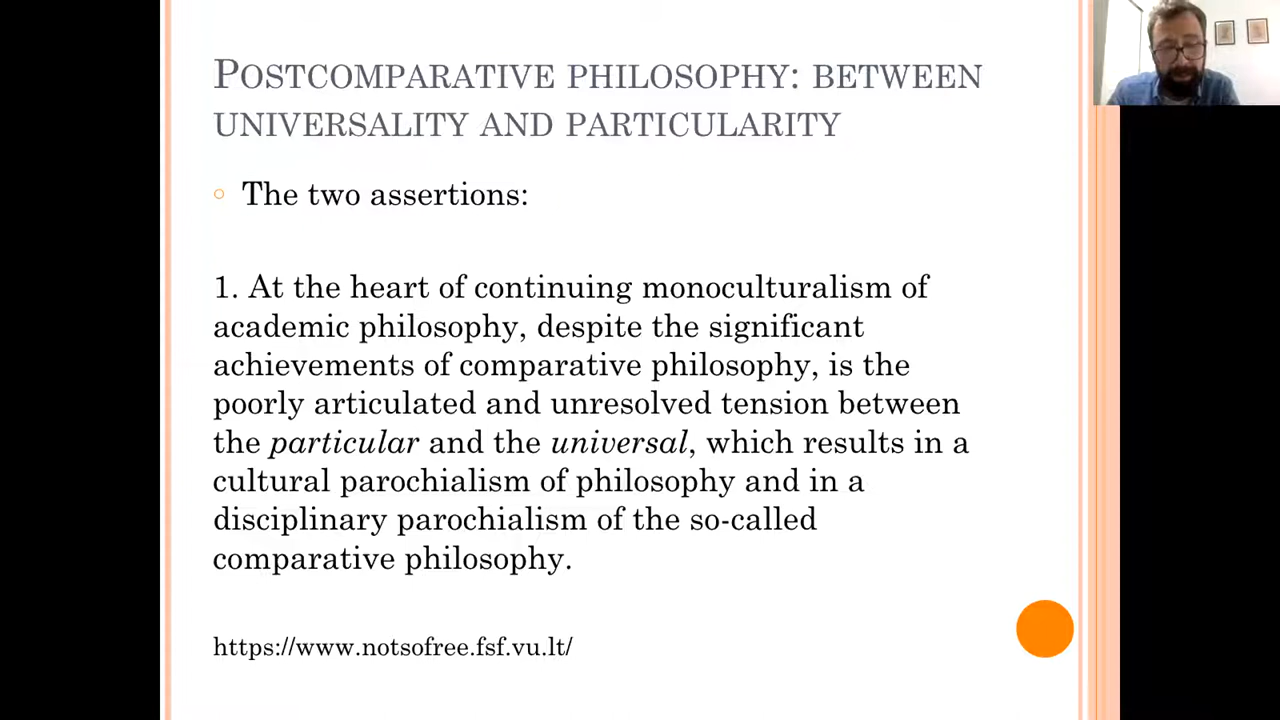 POSTCOMPARATIVE PHILOSOPHY: BETWEEN
UNIVERSALITY AND PARTICULARITY
The two assertions:
1. At the heart of continuing monoculturalism of
academic philosophy, despite the significant
achievements of comparative philosophy, is the
poorly articulated and unresolved tension between
the particular and the universal, which results in a
cultural parochialism of philosophy and in a
disciplinary parochialism of the so-called
comparative philosophy.
https://www.notsofree.fsf.vu.lt/